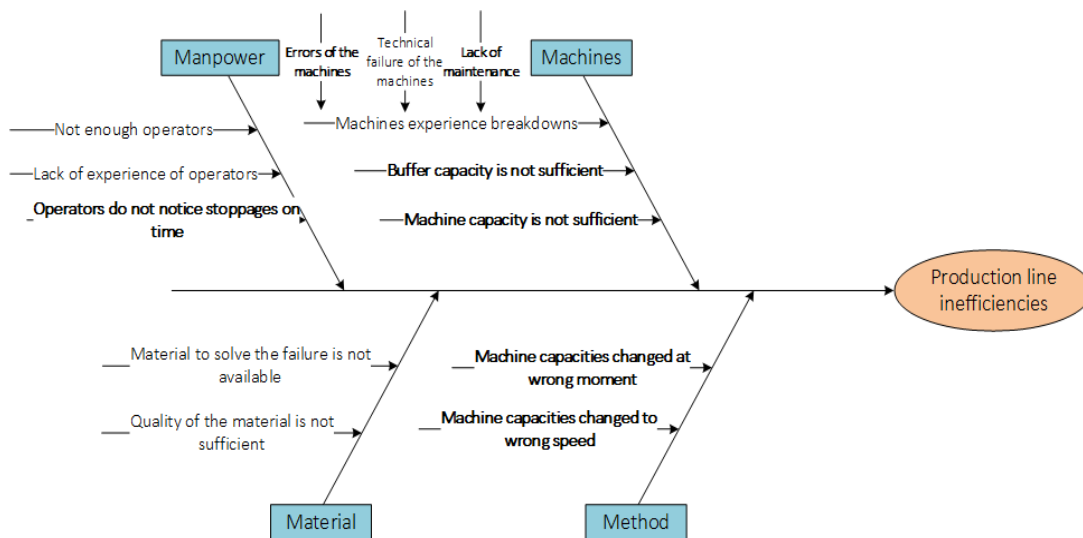 Manpower
Errors of the
machines
Technical
failure of the
machines
Lack of
maintenance
Machines
Not enough operators
Machines experience breakdowns
Lack of experience of operators
Buffer capacity is not sufficient
Operators do not notice stoppages on
time
Machine capacity is not sufficient
Production line
inefficiencies
Material to solve the failure is not
available
Machine capacities changed at
wrong moment
Quality of the material is not
sufficient
Machine capacities changed to
wrong speed
Material
Method